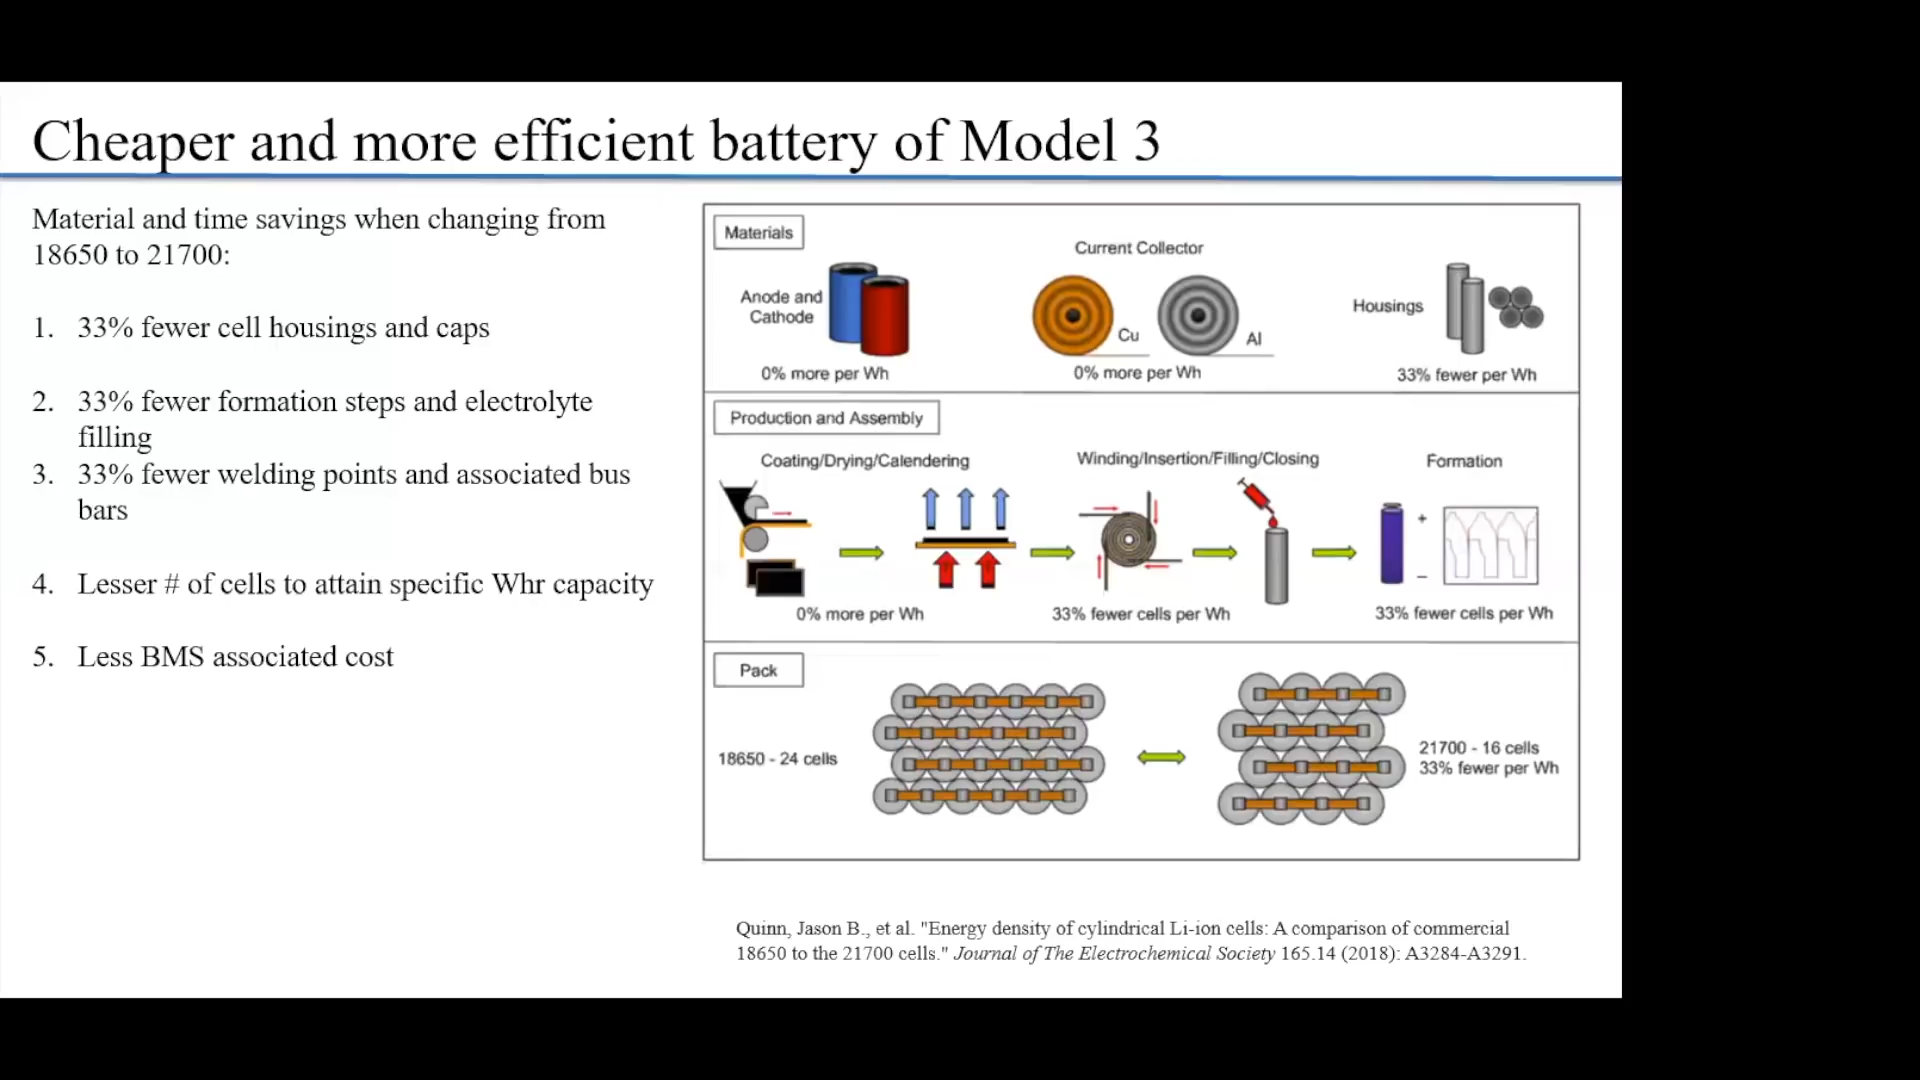 Cheaper and more efficient battery of Model 3
Material and time savings when changing from
18650 to 21700:
1. 33% fewer cell housings and caps
2. 33% fewer formation steps and electrolyte
filling
3. 33% fewer welding points and associated bus
bars
4. Lesser # of cells to attain specific Whr capacity
5. Less BMS associated cost
Materials
Current Collector
Anode and
Cathode
Cu
Al
Housings
0% more per Wh
0% more per Wh
33% fewer per Wh
Production and Assembly
Coating/Drying/Calendering
Winding/Insertion/Filling/Closing
Formation
+
–
0% more per Wh
33% fewer cells per Wh
33% fewer cells per Wh
Pack
18650 - 24 cells
21700 - 16 cells
33% fewer per Wh
Quinn, Jason B., et al. "Energy density of cylindrical Li-ion cells: A comparison of commercial
18650 to the 21700 cells." Journal of The Electrochemical Society 165.14 (2018): A3284-A3291.